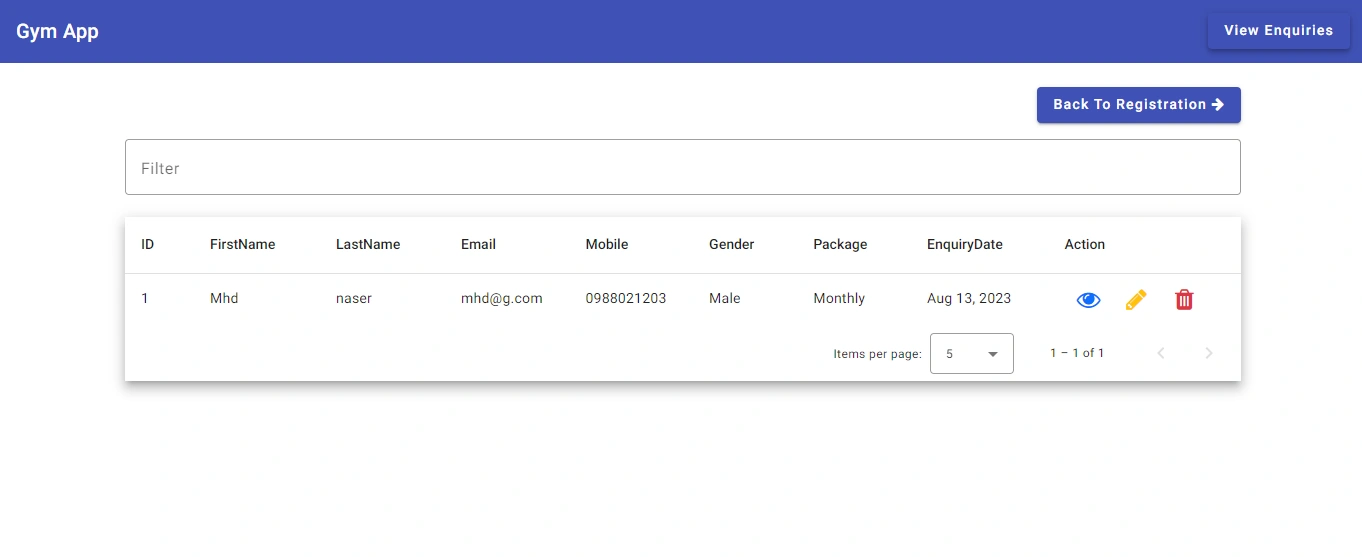 Gym App View Enquiries
Back To Registration
Filter
ID FirstName LastName Email Mobile Gender Package EnquiryDate Action
1 Mhd naser mhd@g.com 0988021203 Male Monthly Aug 13, 2023
Items per page: 5 1 – 1 of 1